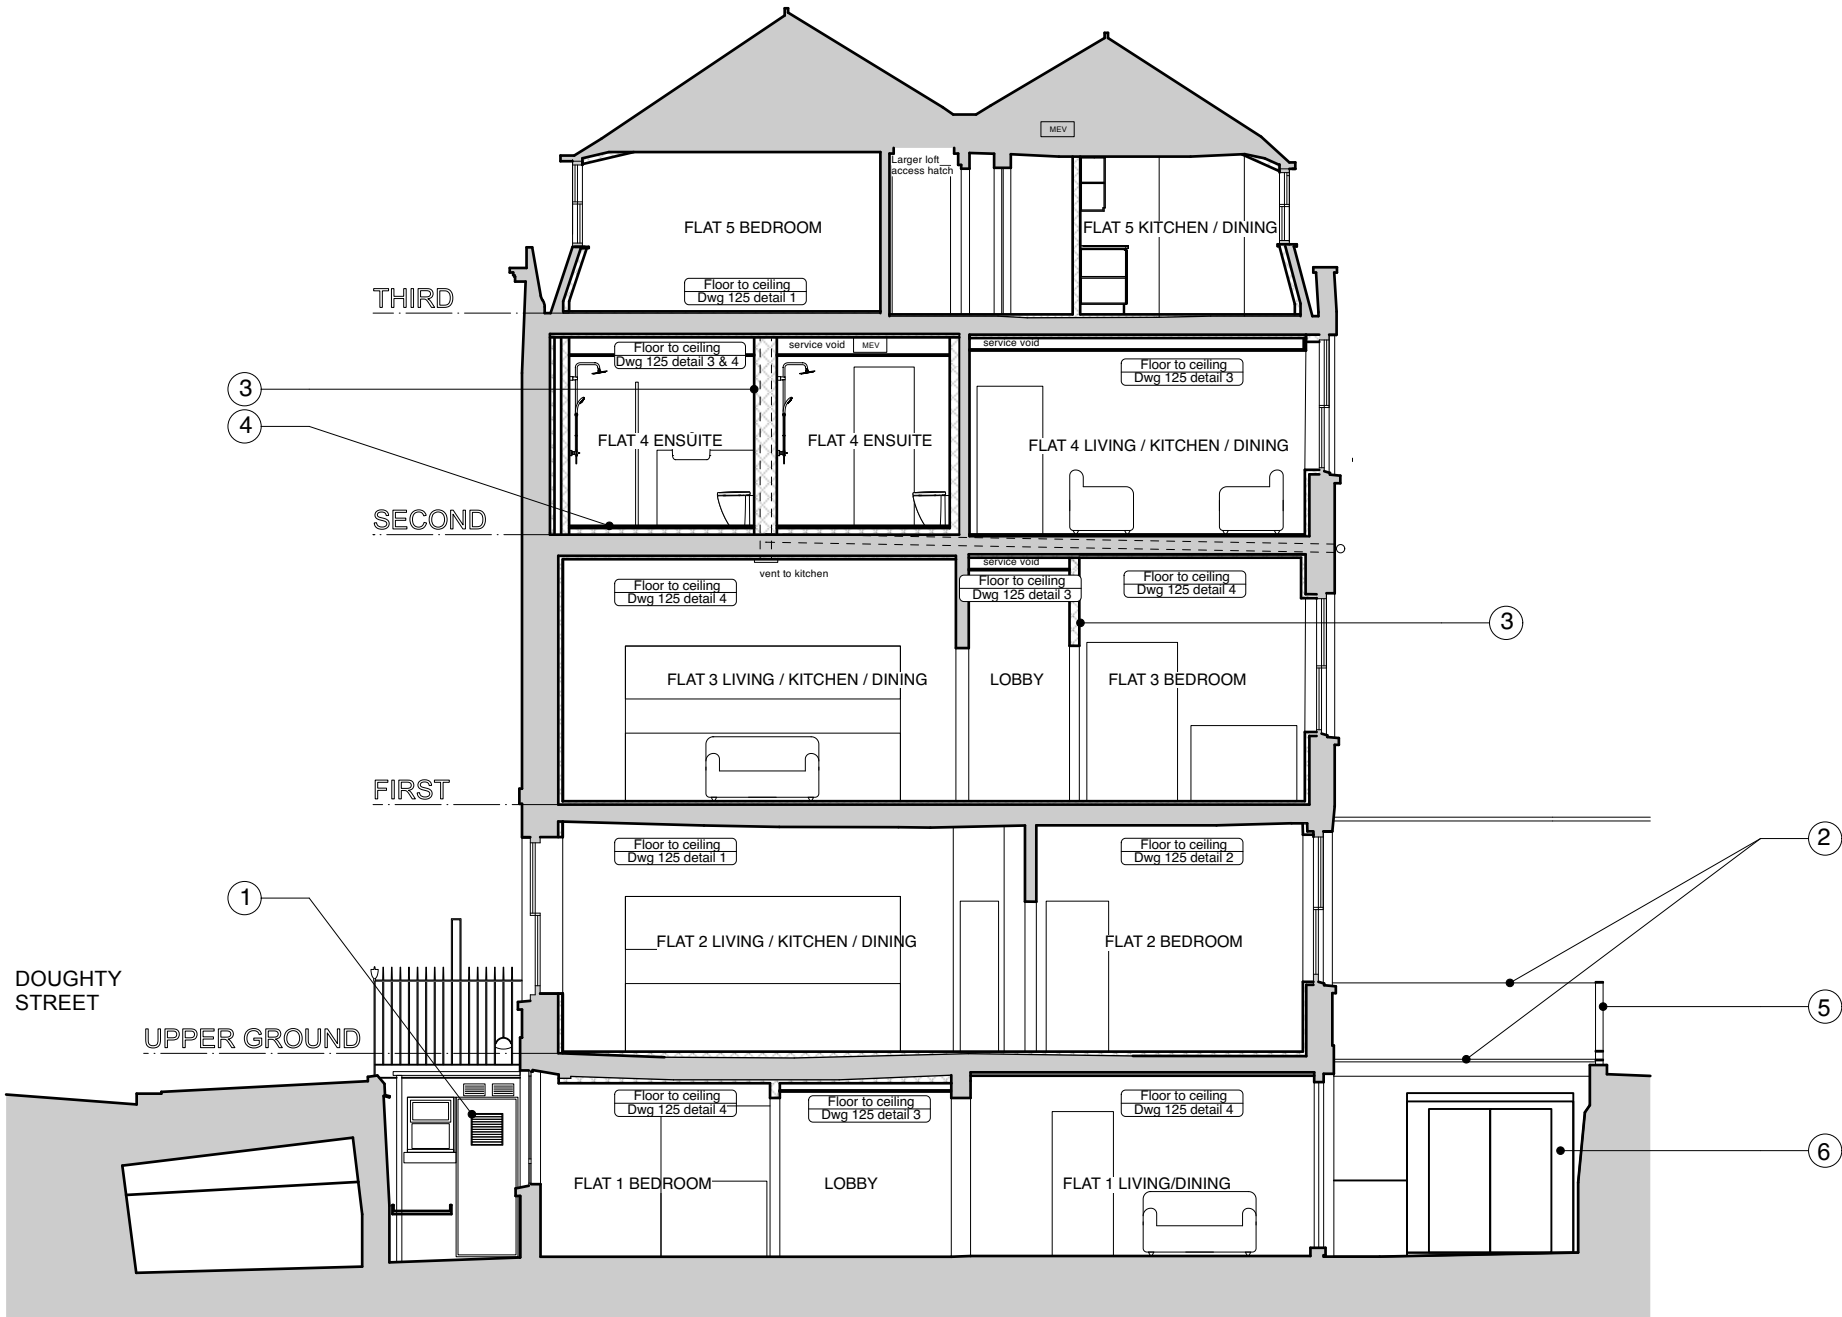 MEV
Larger loft
access hatch
FLAT 5 BEDROOM
FLAT 5 KITCHEN / DINING
Floor to ceiling
Dwg 125 detail 1
THIRD
Floor to ceiling
Dwg 125 detail 3 & 4
service void
MEV
service void
Floor to ceiling
Dwg 125 detail 3
3
4
FLAT 4 ENSUITE
FLAT 4 ENSUITE
FLAT 4 LIVING / KITCHEN / DINING
SECOND
vent to kitchen
service void
Floor to ceiling
Dwg 125 detail 4
Floor to ceiling
Dwg 125 detail 3
Floor to ceiling
Dwg 125 detail 4
3
FLAT 3 LIVING / KITCHEN / DINING
LOBBY
FLAT 3 BEDROOM
FIRST
Floor to ceiling
Dwg 125 detail 1
Floor to ceiling
Dwg 125 detail 2
2
1
FLAT 2 LIVING / KITCHEN / DINING
FLAT 2 BEDROOM
DOUGHTY
STREET
5
UPPER GROUND
Floor to ceiling
Dwg 125 detail 4
Floor to ceiling
Dwg 125 detail 3
Floor to ceiling
Dwg 125 detail 4
6
FLAT 1 BEDROOM
LOBBY
FLAT 1 LIVING/DINING